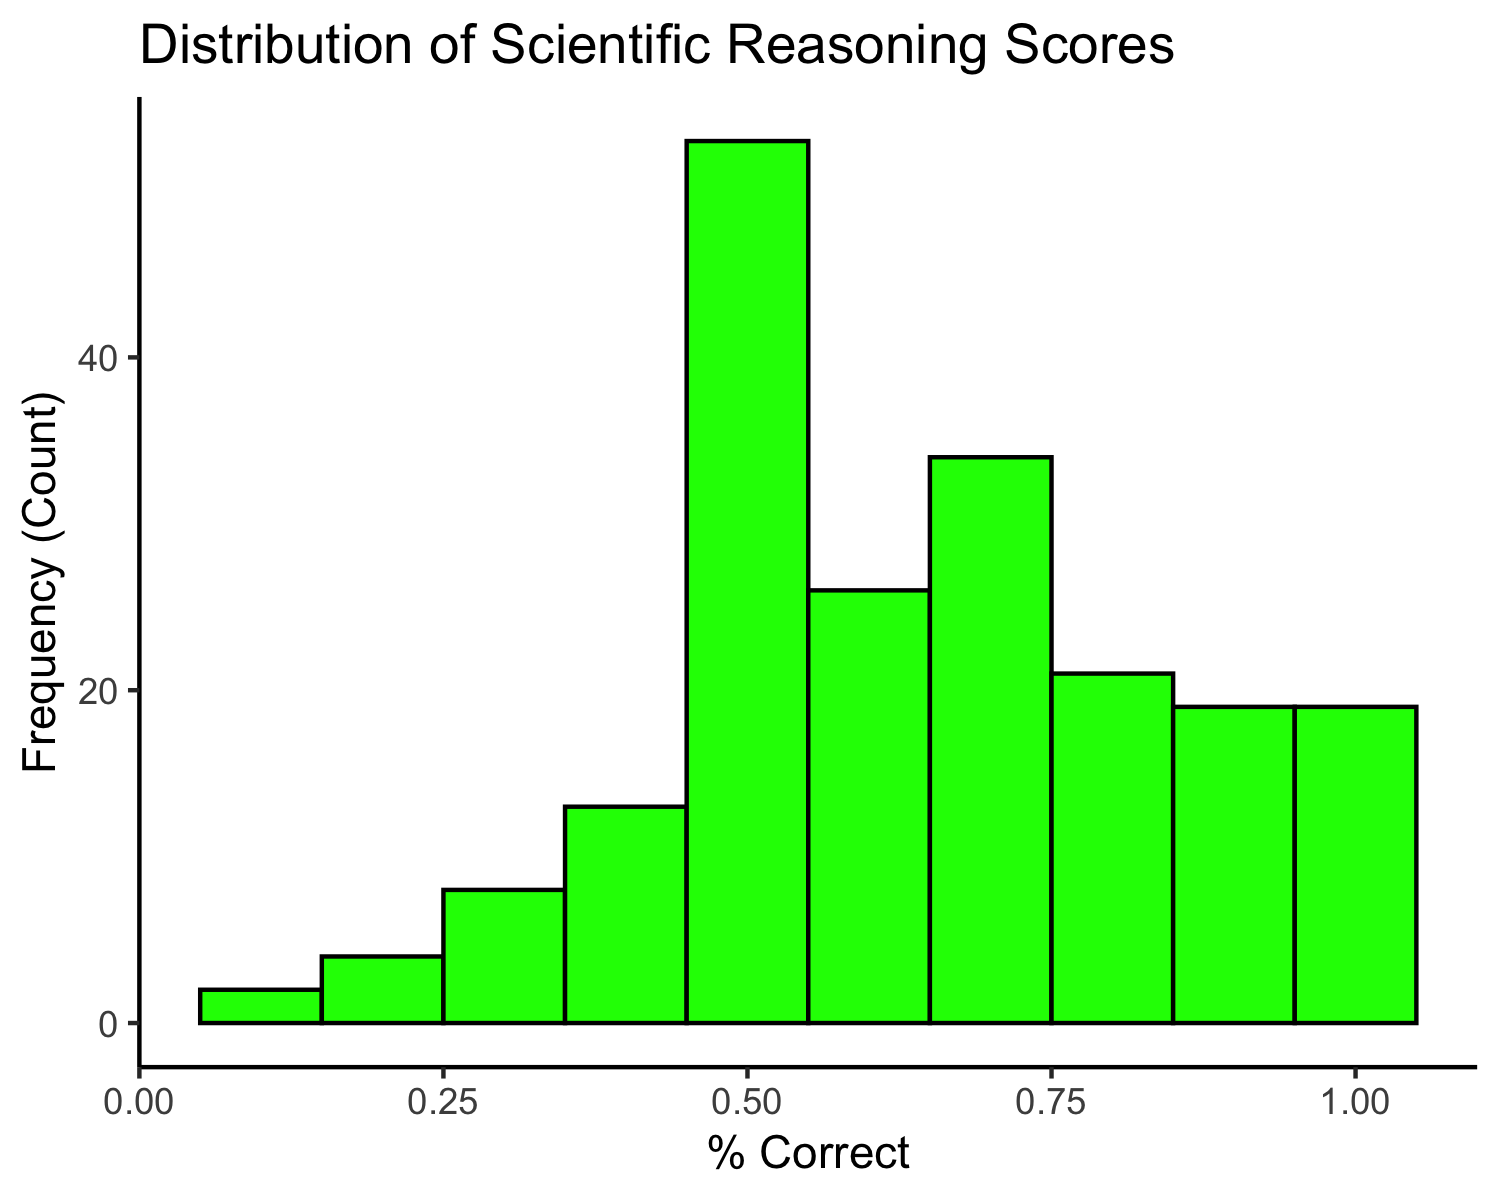 Distribution of Scientific Reasoning Scores
Frequency (Count)
40
20
0
0.00 0.25 0.50 0.75 1.00
% Correct